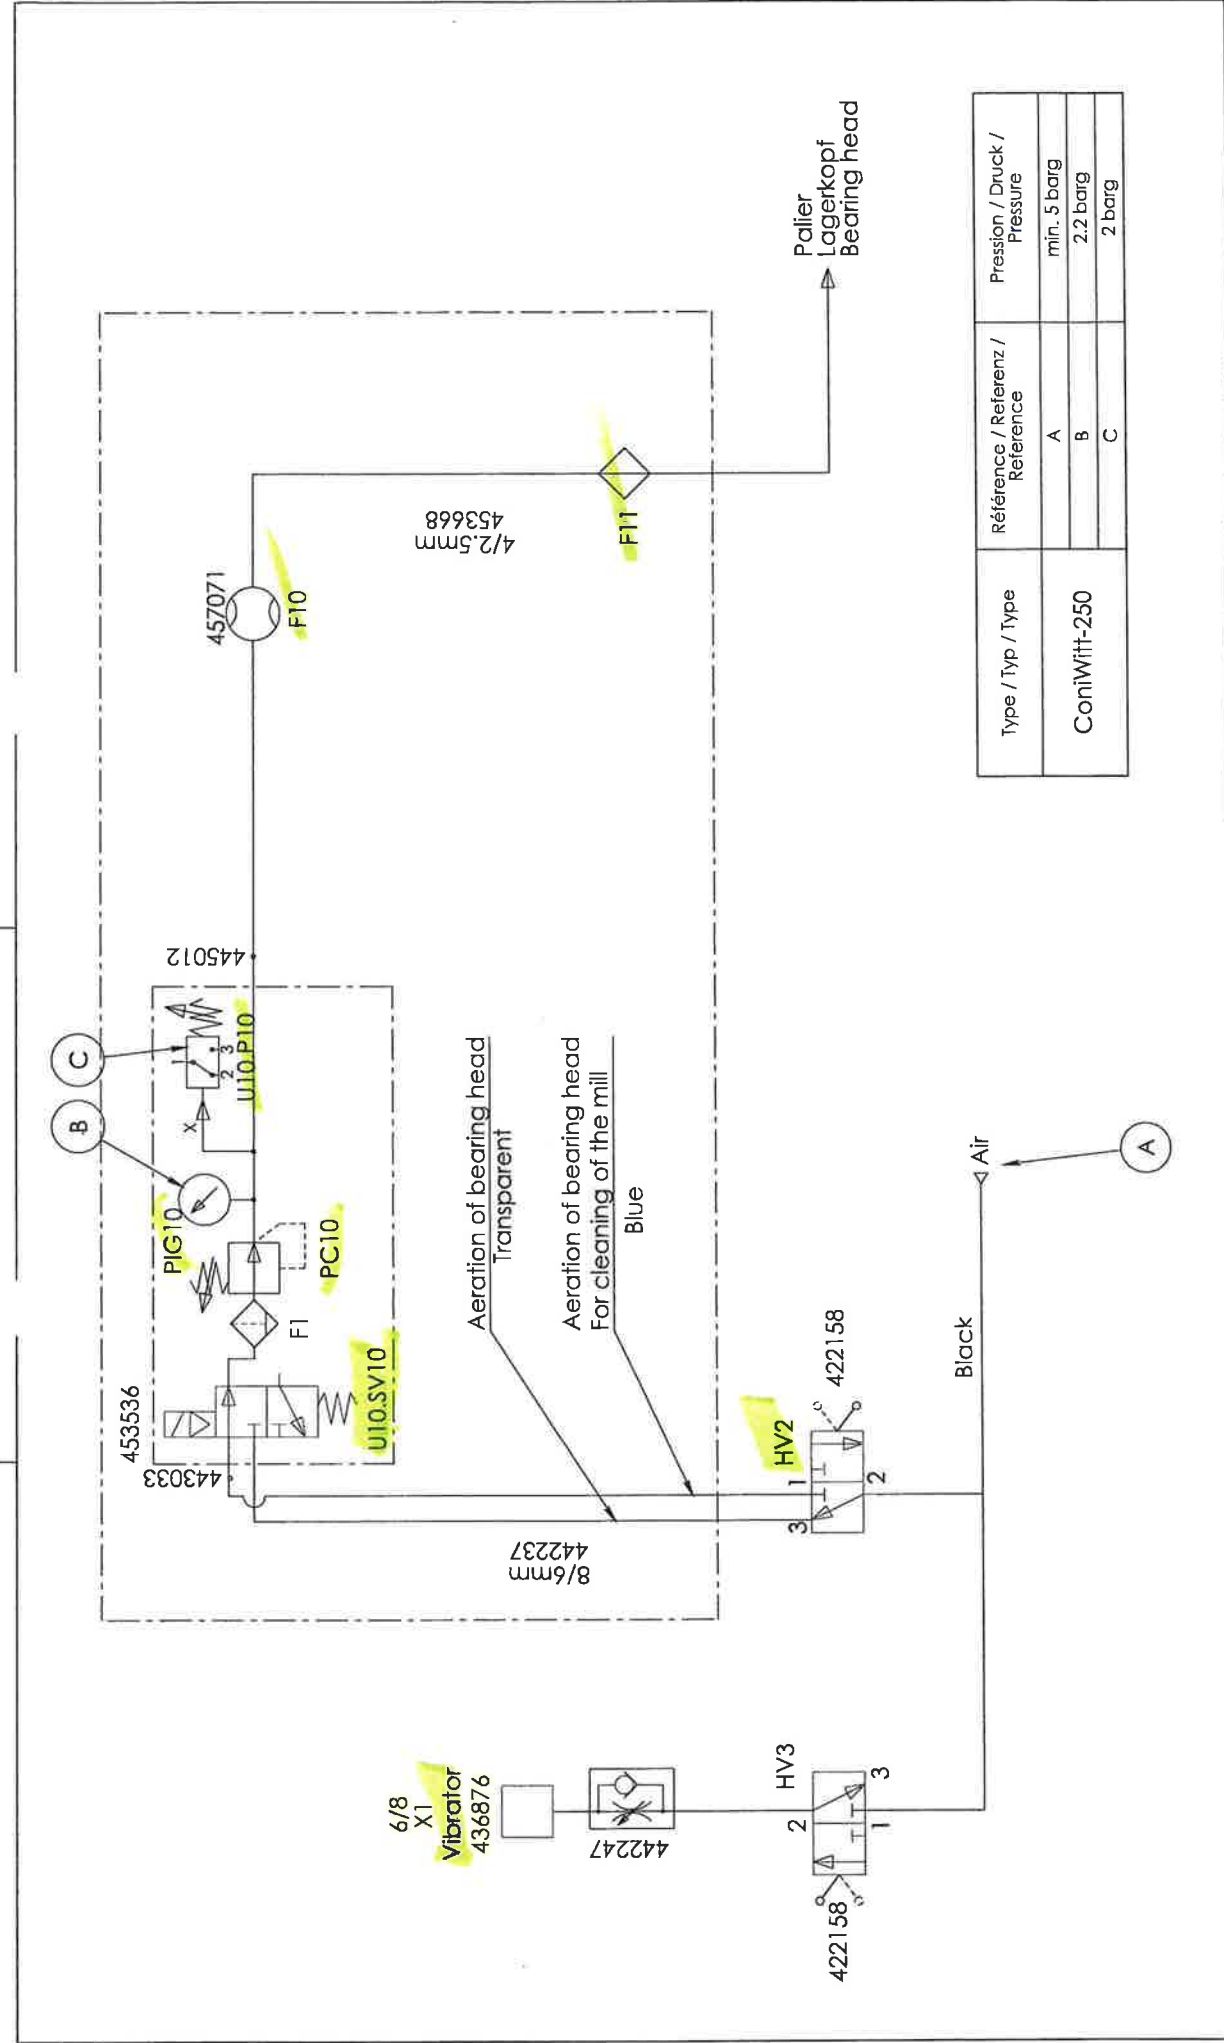 C
B
453536
PIG10
1
X
2 3
U10.P10
445012
457071
F10
443033
F1
PC10
U10.SV10
4/2.5mm
453668
F11
Palier
Lagerkopf
Bearing head
8/6mm
442237
Aeration of bearing head
Transparent
Aeration of bearing head
For cleaning of the mill
Blue
6/8
X1
Vibrator
436876
442247
HV3
2
1
3
422158
HV2
3
1
2
422158
Black
Air
A
Type / Typ / Type
Référence / Referenz /
Reference
Pression / Druck /
Pressure
ConiWitt-250
A
min. 5 barg
B
2.2 barg
C
2 barg